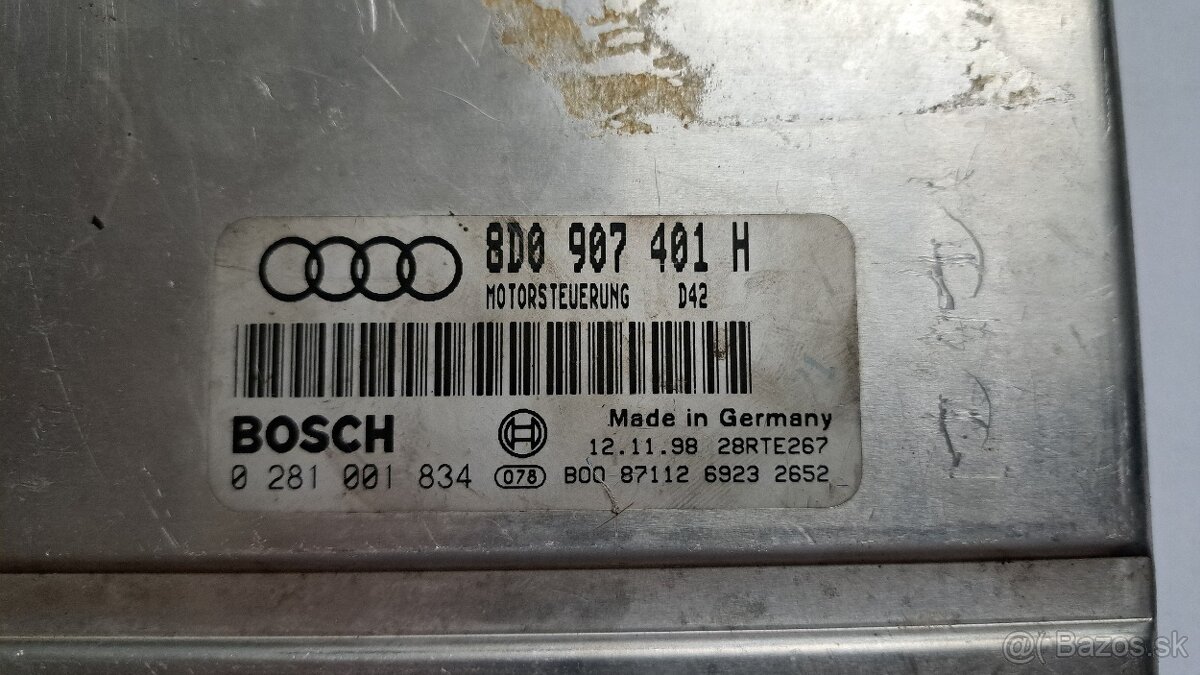 8D0 907 401 H
MOTORSTEUERUNG D42
BOSCH
Made in Germany
12.11.98 28RTE267
0 281 001 834 078 B00 87112 6923 2652
@( Bazos.sk